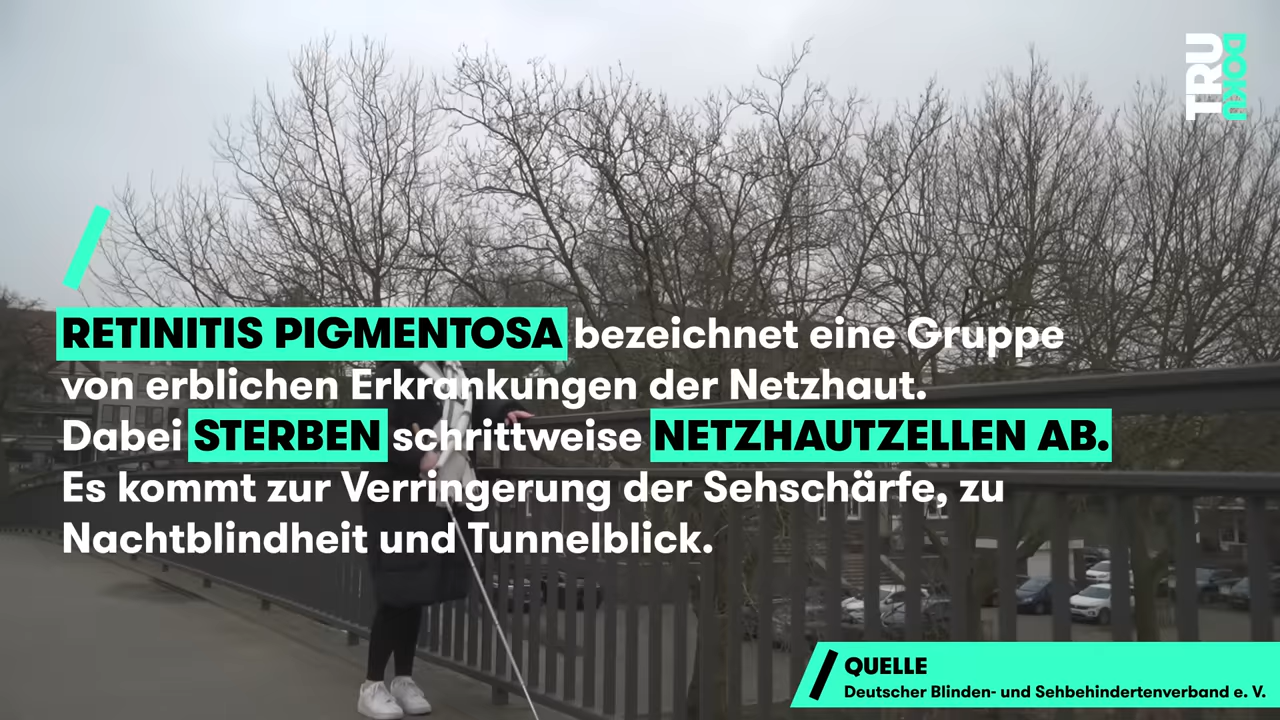 TRU
DOKU
RETINITIS PIGMENTOSA bezeichnet eine Gruppe
von erblichen Erkrankungen der Netzhaut.
Dabei STERBEN schrittweise NETZHAUTZELLEN AB.
Es kommt zur Verringerung der Sehschärfe, zu
Nachtblindheit und Tunnelblick.
QUELLE
Deutscher Blinden- und Sehbehindertenverband e. V.